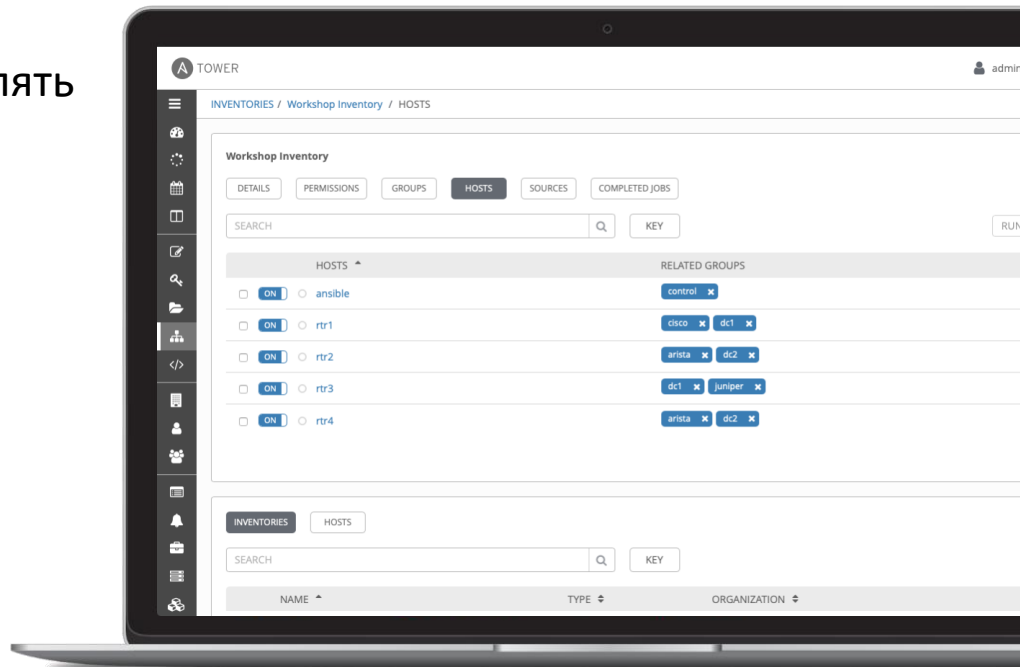 TOWER
admin
INVENTORIES / Workshop Inventory / HOSTS
Workshop Inventory
DETAILS PERMISSIONS GROUPS HOSTS SOURCES COMPLETED JOBS
SEARCH KEY RUN
HOSTS RELATED GROUPS
ON ansible control x
ON rtr1 cisco x dc1 x
ON rtr2 arista x dc2 x
ON rtr3 dc1 x juniper x
ON rtr4 arista x dc2 x
INVENTORIES HOSTS
SEARCH KEY
NAME TYPE ORGANIZATION